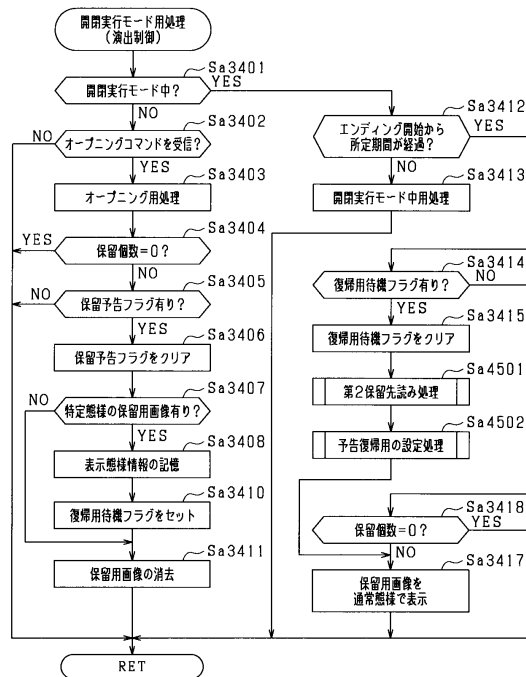 開閉実行モード用処理
(演出制御)
Sa3401
開閉実行モード中?
YES
NO
Sa3402
NO
オープニングコマンドを受信?
YES
Sa3403
オープニング用処理
Sa3404
YES
保留個数=0?
NO
Sa3405
NO
保留予告フラグ有り?
YES
Sa3406
保留予告フラグをクリア
Sa3407
NO
特定態様の保留用画像有り?
YES
Sa3408
表示態様情報の記憶
Sa3410
復帰用待機フラグをセット
Sa3411
保留用画像の消去
RET
Sa3412
エンディング開始から
所定期間が経過?
YES
NO
Sa3413
開閉実行モード中用処理
Sa3414
復帰用待機フラグ有り?
NO
YES
Sa3415
復帰用待機フラグをクリア
Sa4501
第2保留先読み処理
Sa4502
予告復帰用の設定処理
Sa3418
保留個数=0?
YES
NO
Sa3417
保留用画像を
通常態様で表示